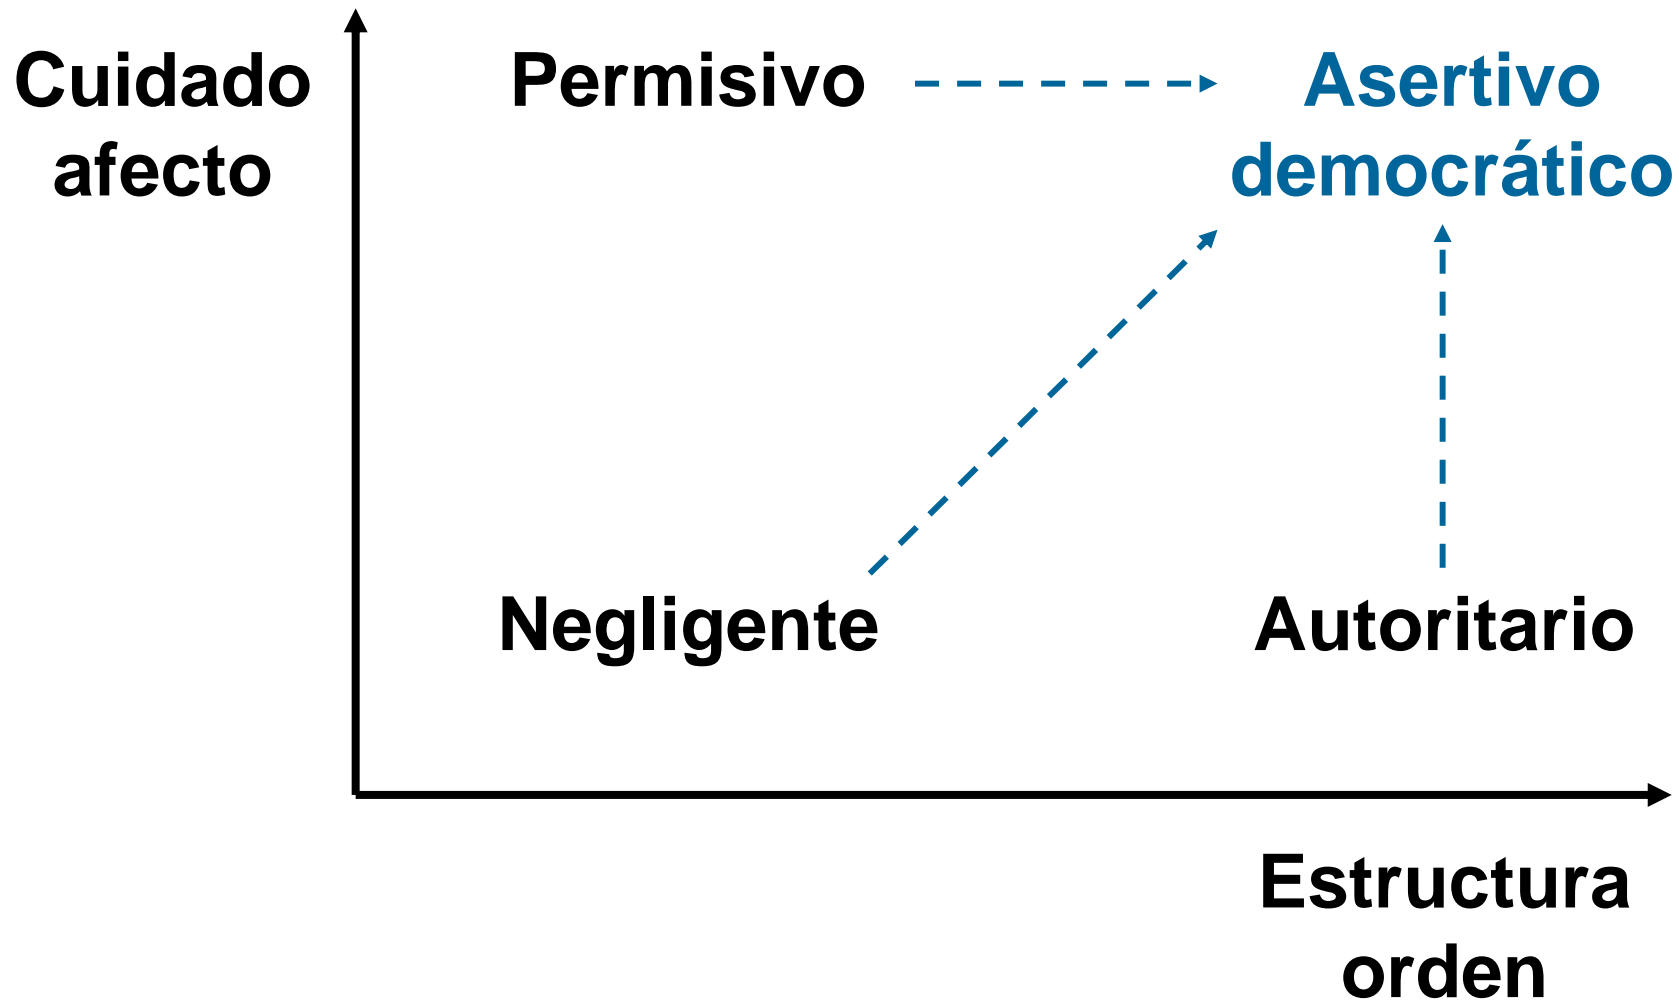 Cuidado
afecto
Permisivo
Asertivo
democrático
Negligente
Autoritario
Estructura
orden